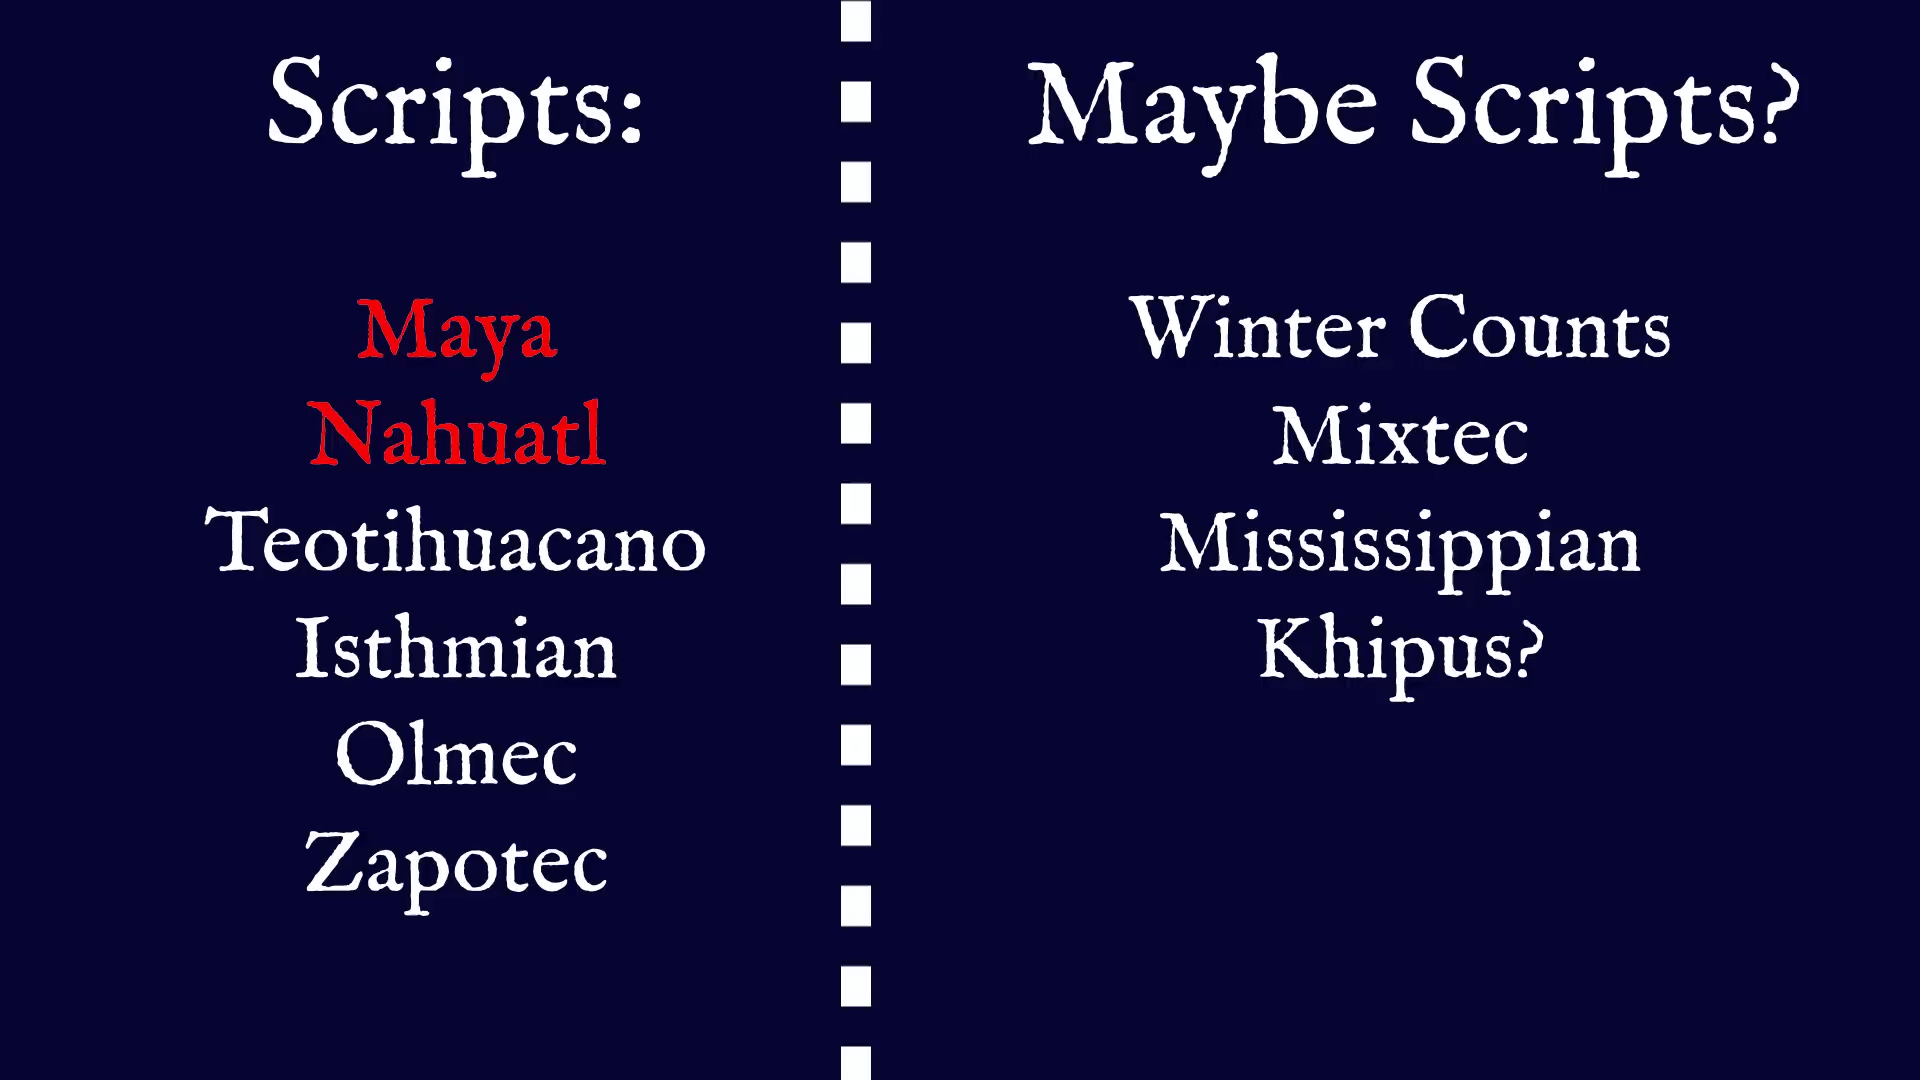 Scripts:
Maya
Nahuatl
Teotihuacano
Isthmian
Olmec
Zapotec
Maybe Scripts?
Winter Counts
Mixtec
Mississippian
Khipus?